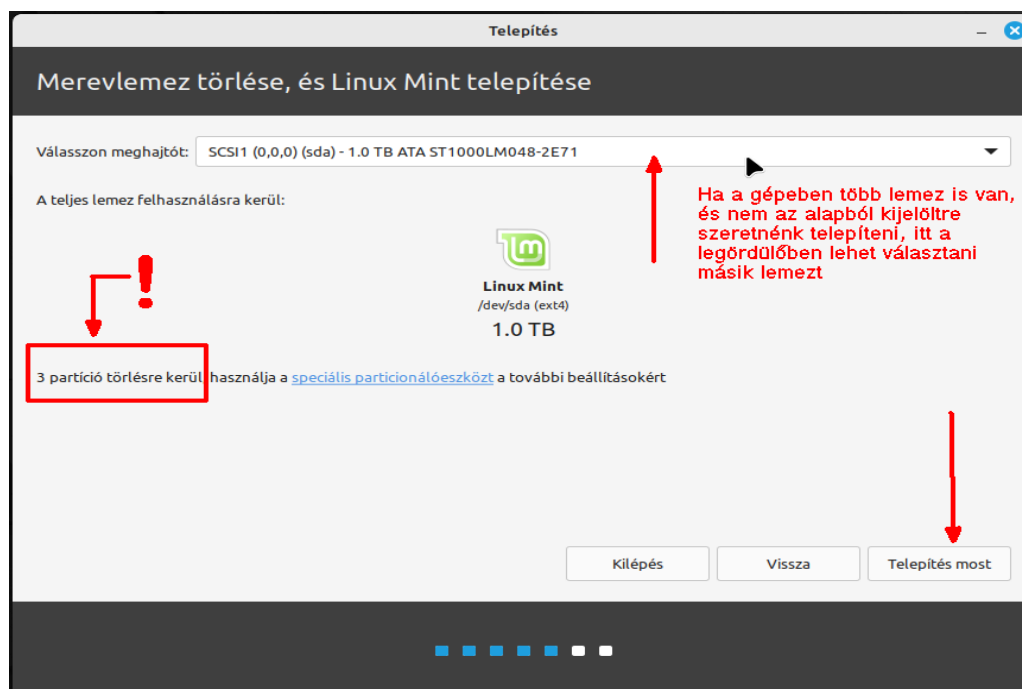 Telepítés
Merevlemez törlése, és Linux Mint telepítése
Válasszon meghajtót: SCSI1 (0,0,0) (sda) - 1.0 TB ATA ST1000LM048-2E71
A teljes lemez felhasználásra kerül:
Ha a gépeben több lemez is van,
és nem az alapból kijelöltre
szeretnénk telepíteni, itt a
legördülőben lehet választani
másik lemezt
!
Linux Mint
/dev/sda (ext4)
1.0 TB
3 partíció törlésre kerül, használja a speciális particionálóeszközt a további beállításokért
Kilépés
Vissza
Telepítés most